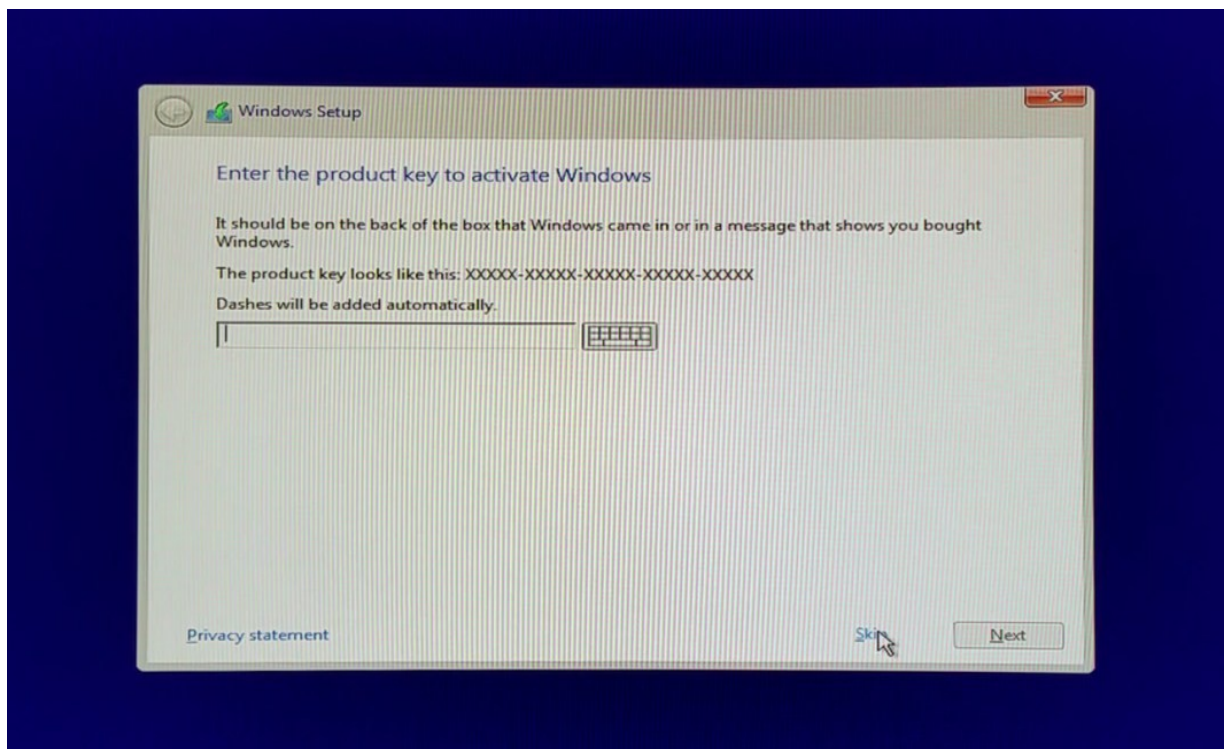 Windows Setup
Enter the product key to activate Windows
It should be on the back of the box that Windows came in or in a message that shows you bought
Windows.
The product key looks like this: XXXXX-XXXXX-XXXXX-XXXXX-XXXXX
Dashes will be added automatically.
Privacy statement
Skip
Next